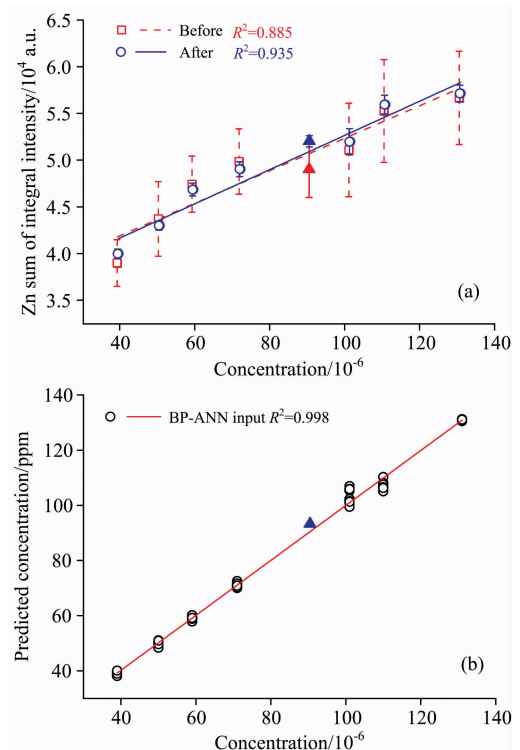 6.5
Before R²=0.885
6.0
After R²=0.935
5.5
5.0
4.5
4.0
3.5
Zn sum of integral intensity/10⁴ a.u.
(a)
40 60 80 100 120 140
Concentration/10⁻⁶
140
BP-ANN input R²=0.998
120
100
80
60
40
Predicted concentration/ppm
(b)
40 60 80 100 120 140
Concentration/10⁻⁶